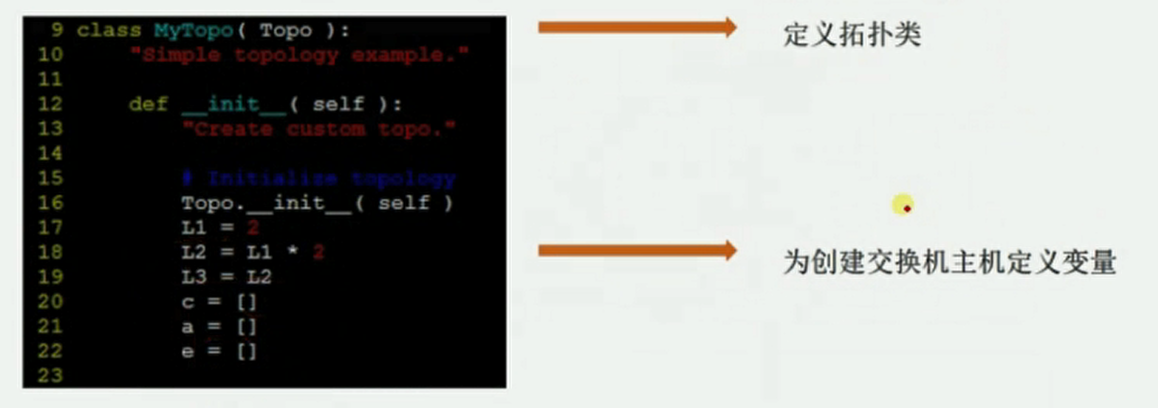 9 class MyTopo( Topo ):
10     "Simple topology example."
11
12     def __init__( self ):
13         "Create custom topo."
14
15         # Initialize topology
16         Topo.__init__( self )
17         L1 = 2
18         L2 = L1 * 2
19         L3 = L2
20         c = []
21         a = []
22         e = []
23
定义拓扑类
为创建交换机主机定义变量